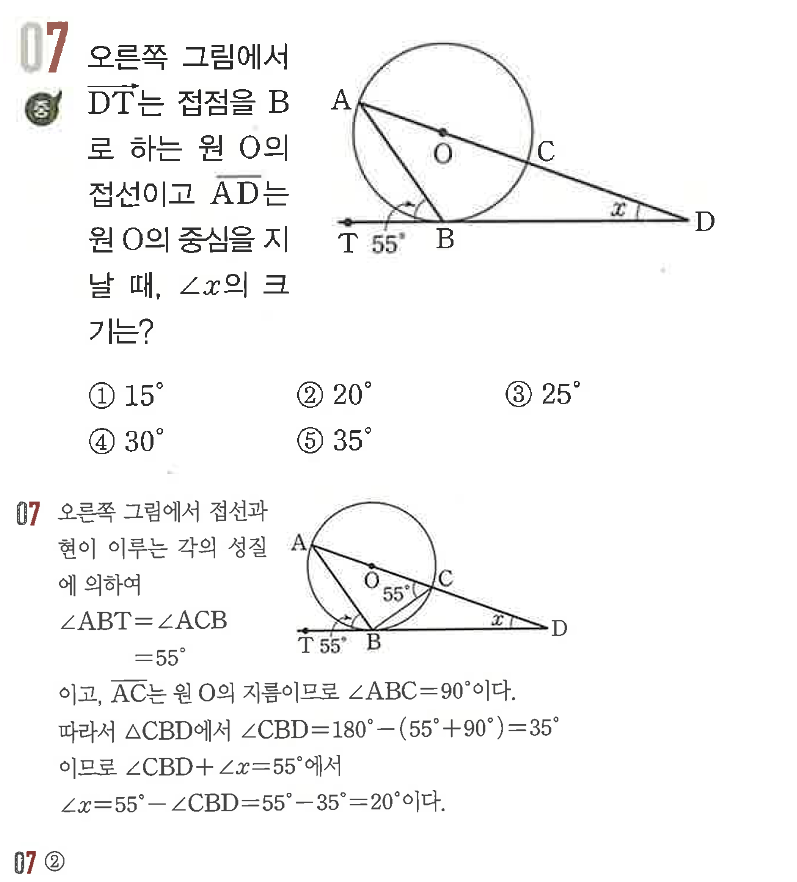 07 오른쪽 그림에서
중 DT는 접점을 B
로 하는 원 O의
접선이고 AD는
원 O의 중심을 지
날 때, ∠x의 크
기는?
A
O
C
x
D
T 55° B
① 15° ② 20° ③ 25°
④ 30° ⑤ 35°
07 오른쪽 그림에서 접선과
현이 이루는 각의 성질
에 의하여
∠ABT=∠ACB
=55°
A
O 55° C
x D
T 55° B
이고, AC는 원 O의 지름이므로 ∠ABC=90°이다.
따라서 △CBD에서 ∠CBD=180°-(55°+90°)=35°
이므로 ∠CBD+∠x=55°에서
∠x=55°-∠CBD=55°-35°=20°이다.
07 ②